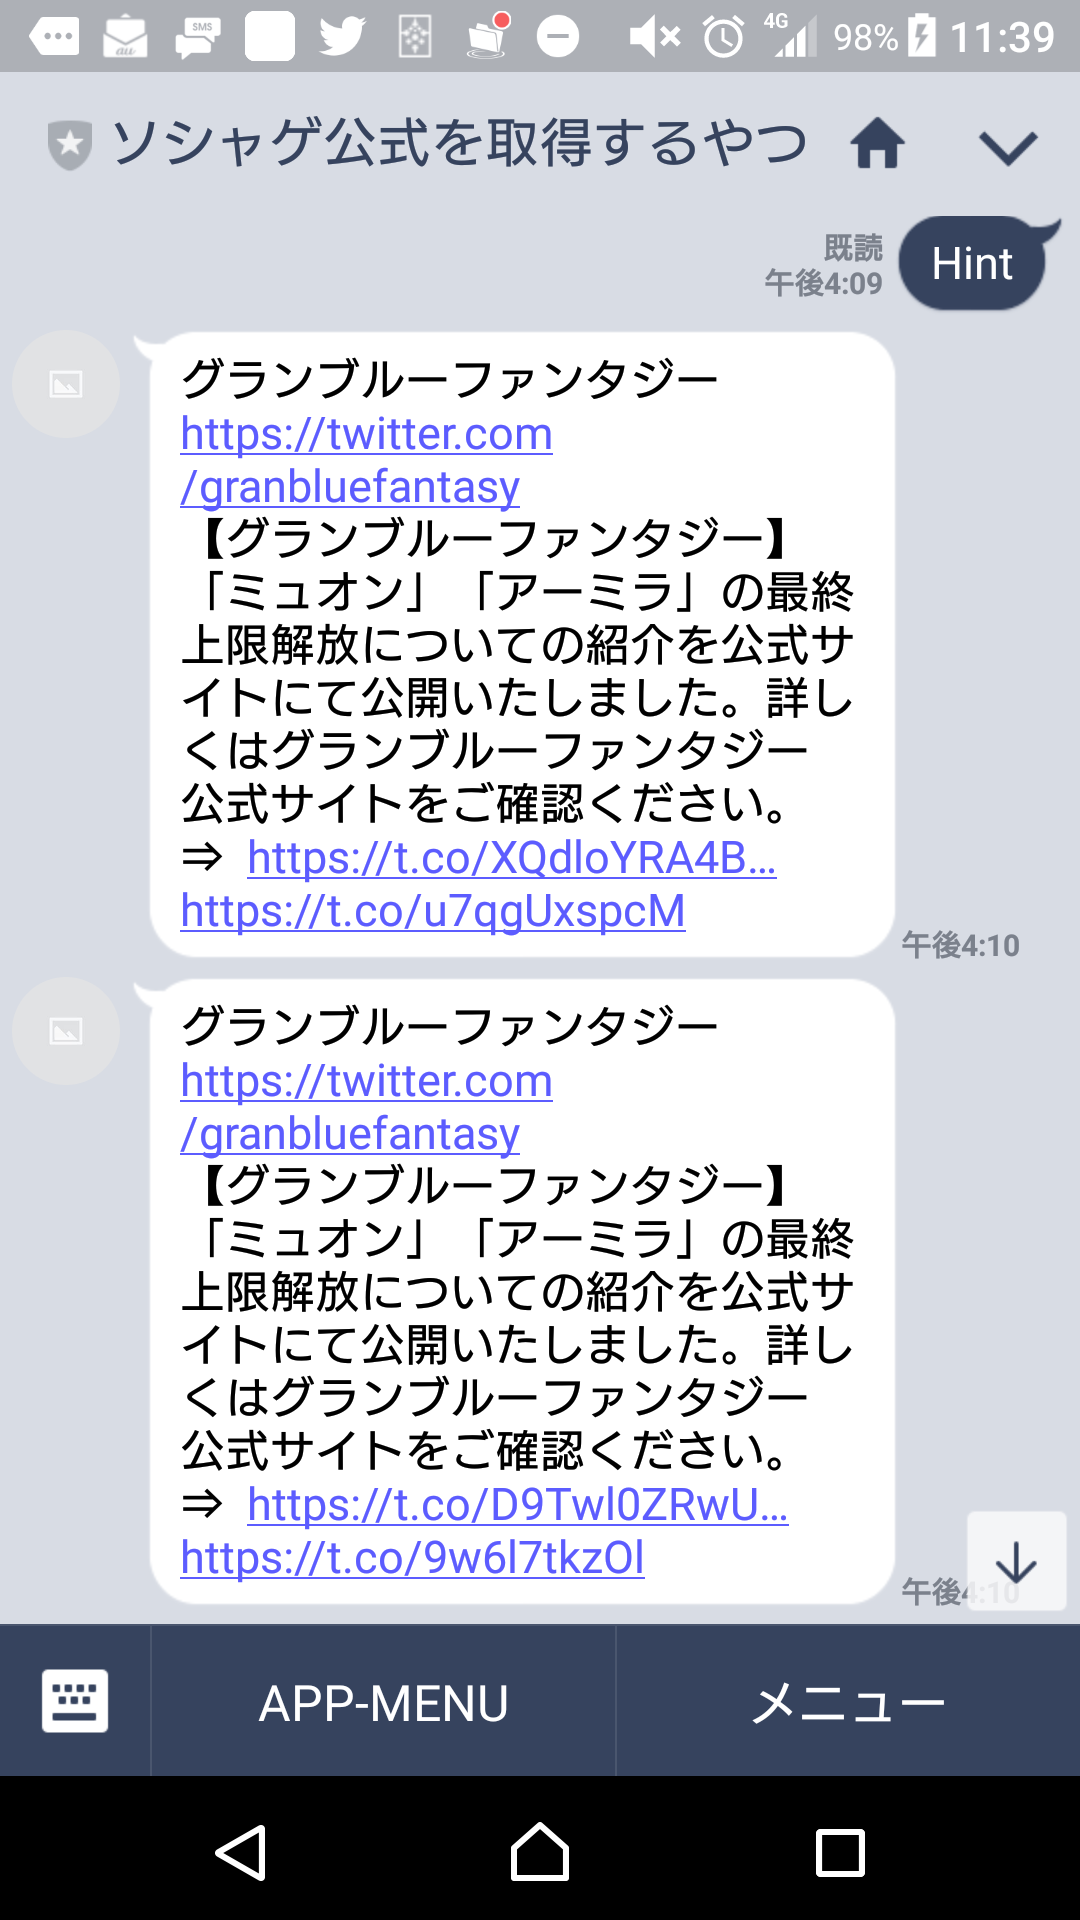 SMS
au
4G
98%
11:39
ソシャゲ公式を取得するやつ
既読
午後4:09
Hint
グランブルーファンタジー
https://twitter.com
/granbluefantasy
【グランブルーファンタジー】
「ミュオン」「アーミラ」の最終
上限解放についての紹介を公式サ
イトにて公開いたしました。詳し
くはグランブルーファンタジー
公式サイトをご確認ください。
⇒ https://t.co/XQdloYRA4B…
https://t.co/u7qgUxspcM
午後4:10
グランブルーファンタジー
https://twitter.com
/granbluefantasy
【グランブルーファンタジー】
「ミュオン」「アーミラ」の最終
上限解放についての紹介を公式サ
イトにて公開いたしました。詳し
くはグランブルーファンタジー
公式サイトをご確認ください。
⇒ https://t.co/D9Twl0ZRwU…
https://t.co/9w6l7tkzOl
午後4:10
APP-MENU
メニュー